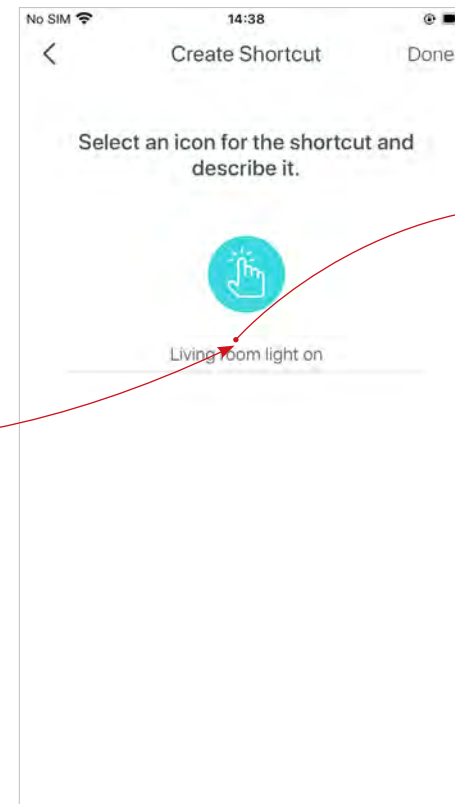 No SIM
14:38
Create Shortcut
Done
Select an icon for the shortcut and
describe it.
Living room light on